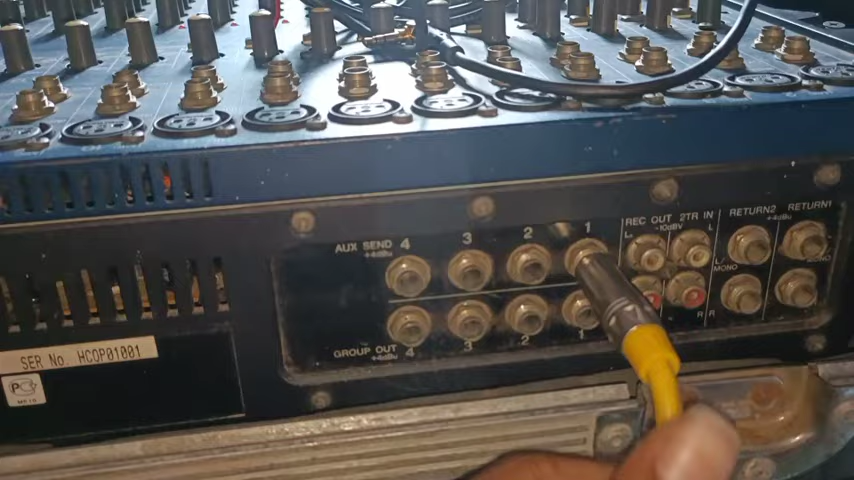 AUX SEND 4 3 2 1
+4dBu
REC OUT 2TR IN
-10dBV
L L
RETURN2 RETURN1
+4dBu
L
MONO MONO
R R
GROUP OUT 4 3 2 1
+4dBu
SER No. HCOP01001